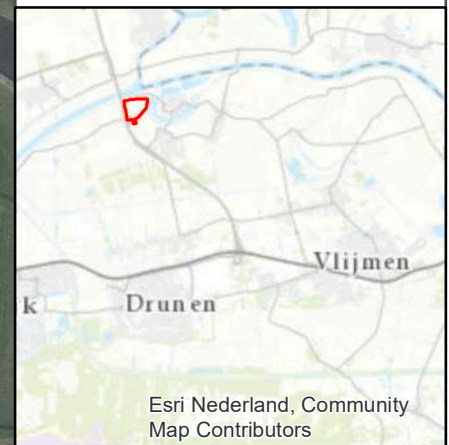 Vlijmen
k
Drunen
Esri Nederland, Community
Map Contributors